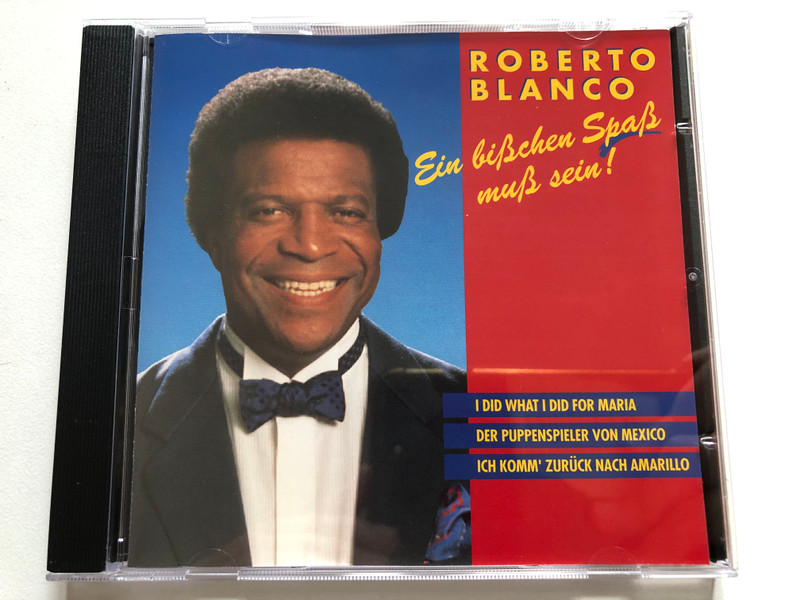 ROBERTO
BLANCO
Ein bißchen Spaß
muß sein!
I DID WHAT I DID FOR MARIA
DER PUPPENSPIELER VON MEXICO
ICH KOMM' ZURÜCK NACH AMARILLO